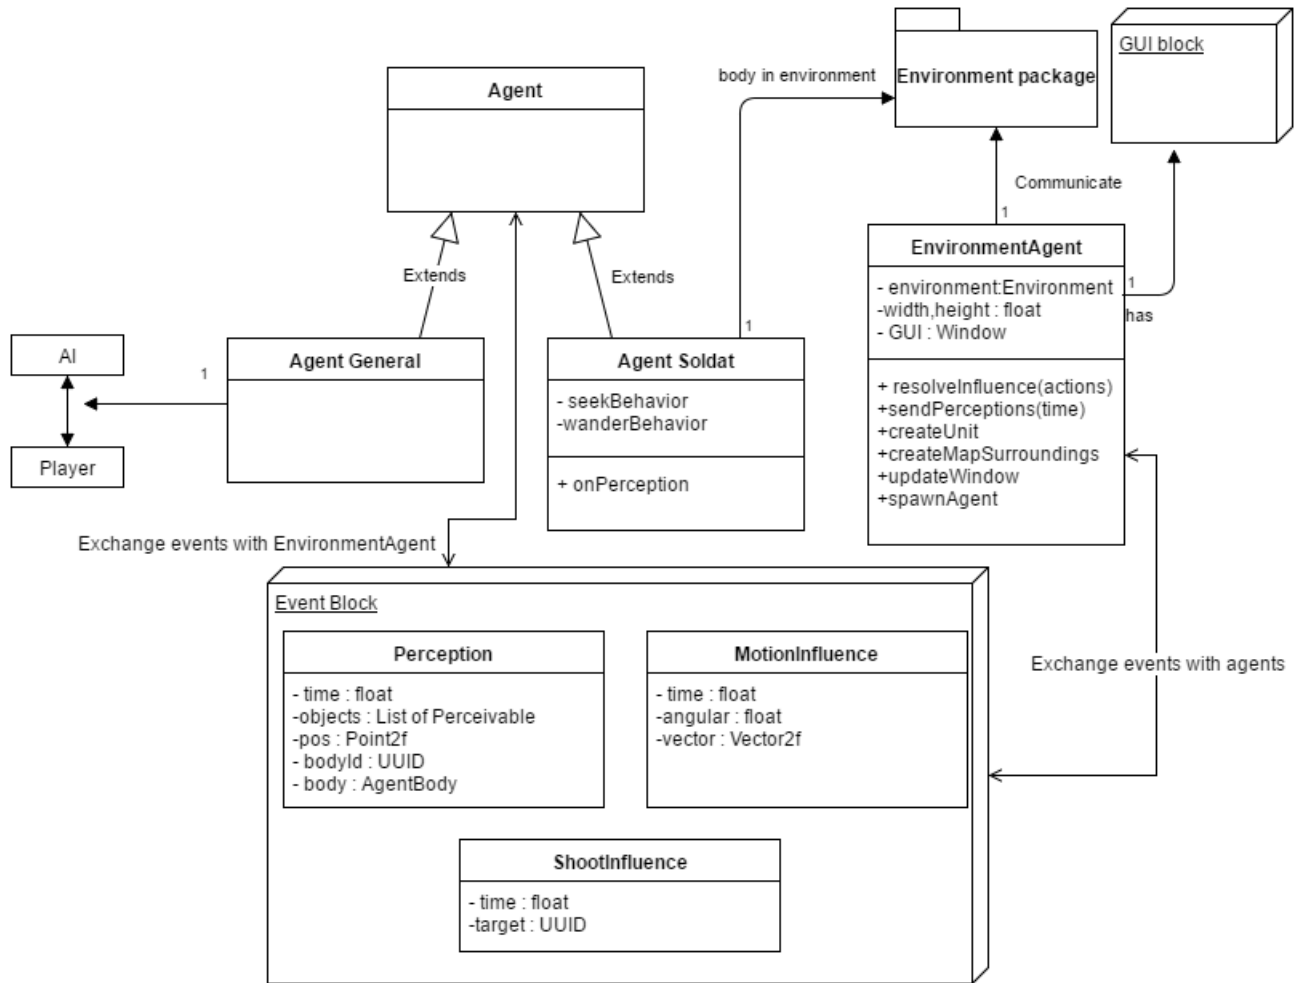 GUI block
body in environment
Environment package
Agent
Communicate
1
EnvironmentAgent
- environment:Environment
-width,height : float
- GUI : Window
1
has
+ resolveInfluence(actions)
+sendPerceptions(time)
+createUnit
+createMapSurroundings
+updateWindow
+spawnAgent
Extends
Extends
1
AI
Player
1
Agent General
Agent Soldat
- seekBehavior
-wanderBehavior
+ onPerception
Exchange events with EnvironmentAgent
Event Block
Perception
- time : float
-objects : List of Perceivable
-pos : Point2f
- bodyId : UUID
- body : AgentBody
MotionInfluence
- time : float
-angular : float
-vector : Vector2f
Exchange events with agents
ShootInfluence
- time : float
-target : UUID